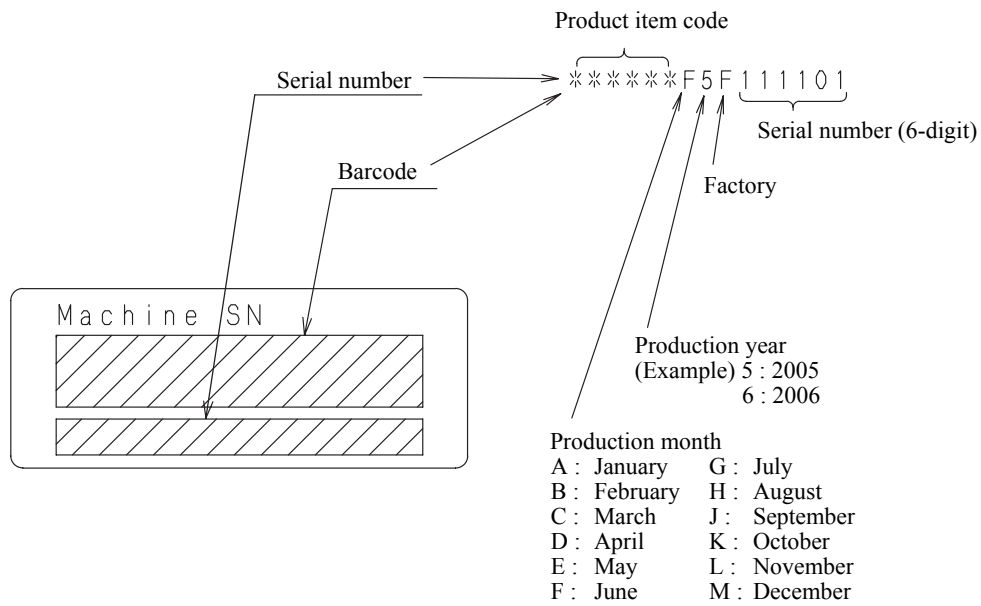 Product item code
Serial number
******F5F111101
Serial number (6-digit)
Barcode
Factory
Machine SN
Production year
(Example) 5 : 2005
6 : 2006
Production month
A : January G : July
B : February H : August
C : March J : September
D : April K : October
E : May L : November
F : June M : December